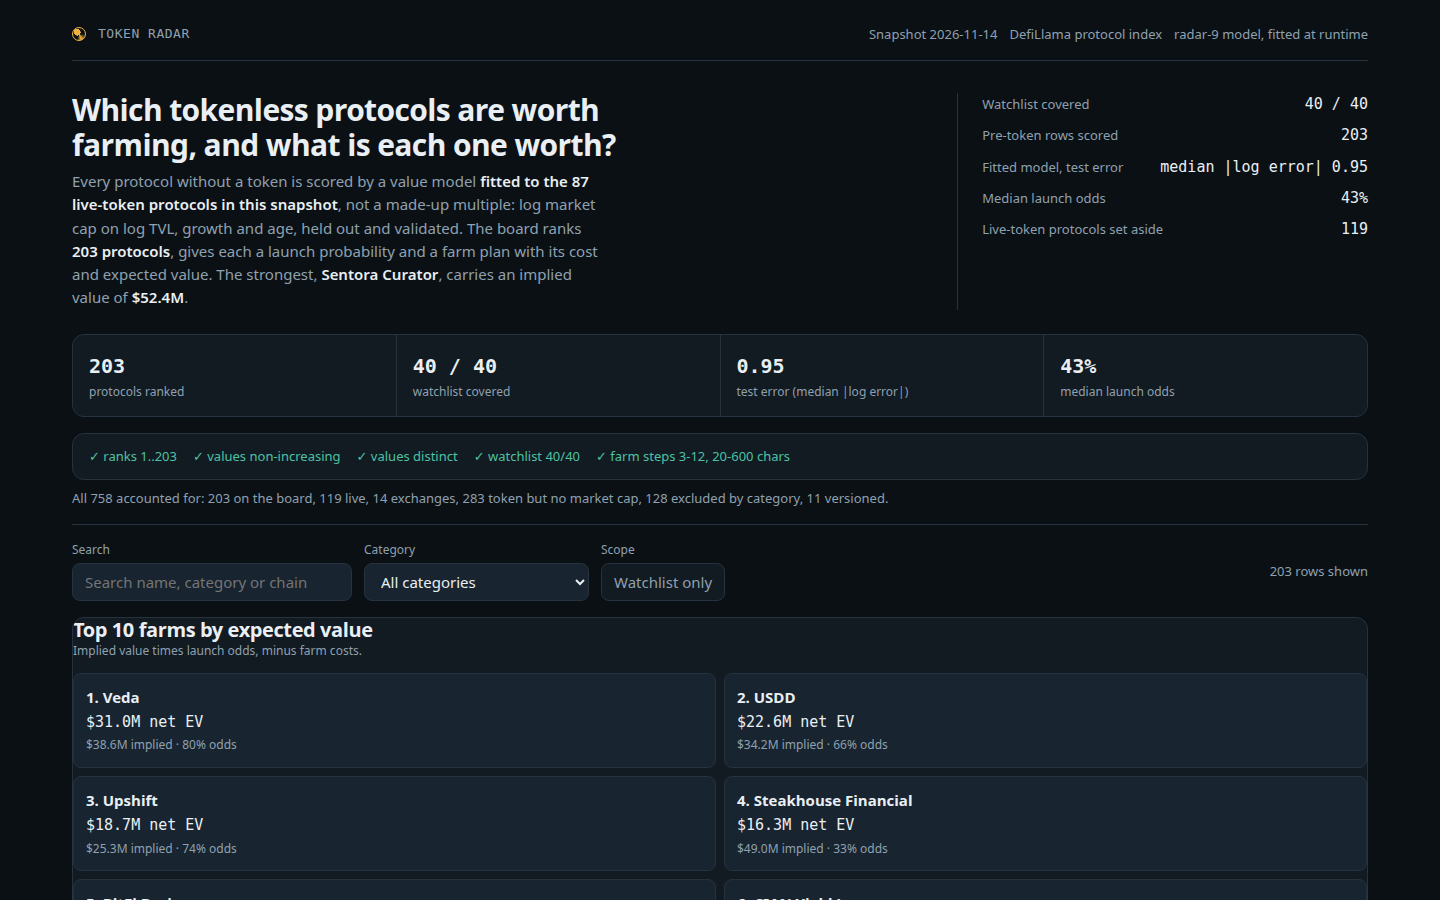 TOKEN RADAR
Snapshot 2026-11-14 DefiLlama protocol index radar-9 model, fitted at runtime
Which tokenless protocols are worth
farming, and what is each one worth?
Every protocol without a token is scored by a value model fitted to the 87
live-token protocols in this snapshot, not a made-up multiple: log market
cap on log TVL, growth and age, held out and validated. The board ranks
203 protocols, gives each a launch probability and a farm plan with its cost
and expected value. The strongest, Sentora Curator, carries an implied
value of $52.4M.
Watchlist covered 40 / 40
Pre-token rows scored 203
Fitted model, test error median |log error| 0.95
Median launch odds 43%
Live-token protocols set aside 119
203
protocols ranked
40 / 40
watchlist covered
0.95
test error (median |log error|)
43%
median launch odds
✓ ranks 1..203 ✓ values non-increasing ✓ values distinct ✓ watchlist 40/40 ✓ farm steps 3-12, 20-600 chars
All 758 accounted for: 203 on the board, 119 live, 14 exchanges, 283 token but no market cap, 128 excluded by category, 11 versioned.
Search Category Scope
Search name, category or chain All categories Watchlist only
203 rows shown
Top 10 farms by expected value
Implied value times launch odds, minus farm costs.
1. Veda
$31.0M net EV
$38.6M implied · 80% odds
2. USDD
$22.6M net EV
$34.2M implied · 66% odds
3. Upshift
$18.7M net EV
$25.3M implied · 74% odds
4. Steakhouse Financial
$16.3M net EV
$49.0M implied · 33% odds